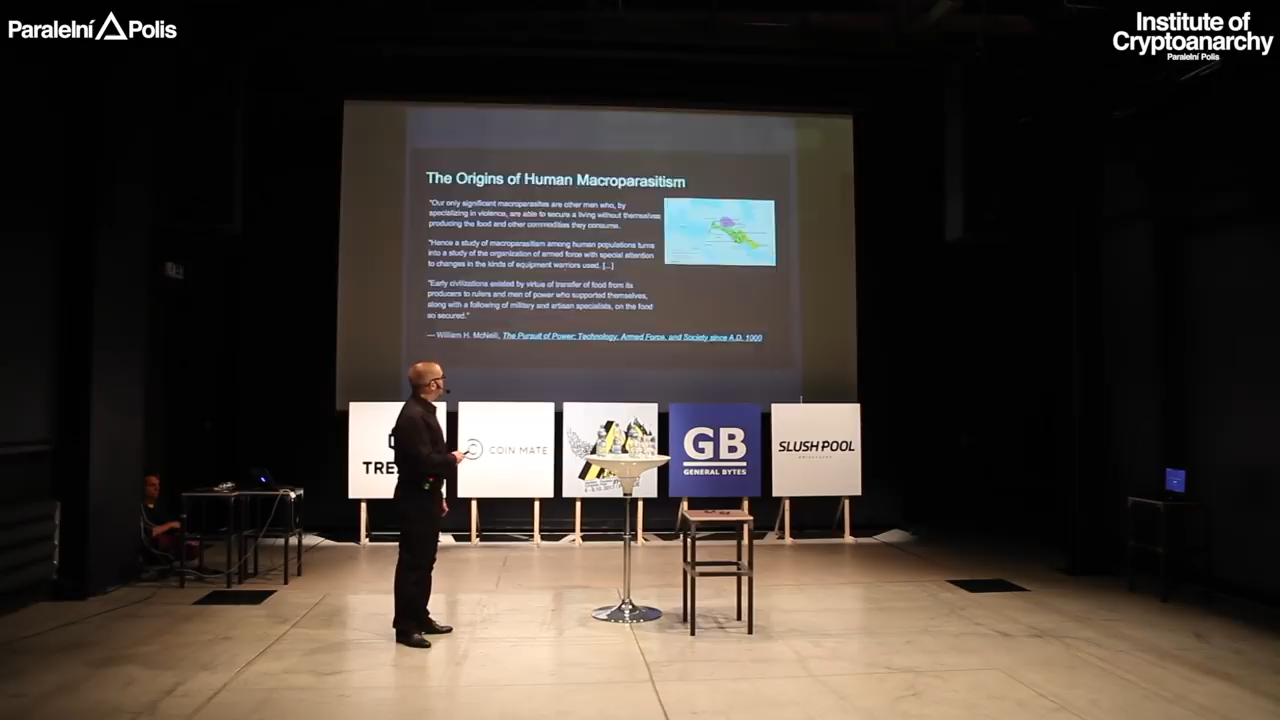 Paralelní Polis
Institute of
Cryptoanarchy
Paralelní Polis
The Origins of Human Macroparasitism
"Our only significant macroparasites are other men who, by
specializing in violence, are able to secure a living without themselves
producing the food and other commodities they consume.
"Hence a study of macroparasitism among human populations turns
into a study of the organization of armed force with special attention
to changes in the kinds of equipment warriors used. [...]
"Early civilizations existed by virtue of transfer of food from its
producers to rulers and men of power who supported themselves,
along with a following of military and artisan specialists, on the food
so secured."
— William H. McNeill, The Pursuit of Power: Technology, Armed Force, and Society since A.D. 1000
TRE
COIN MATE
GB
GENERAL BYTES
SLUSH POOL